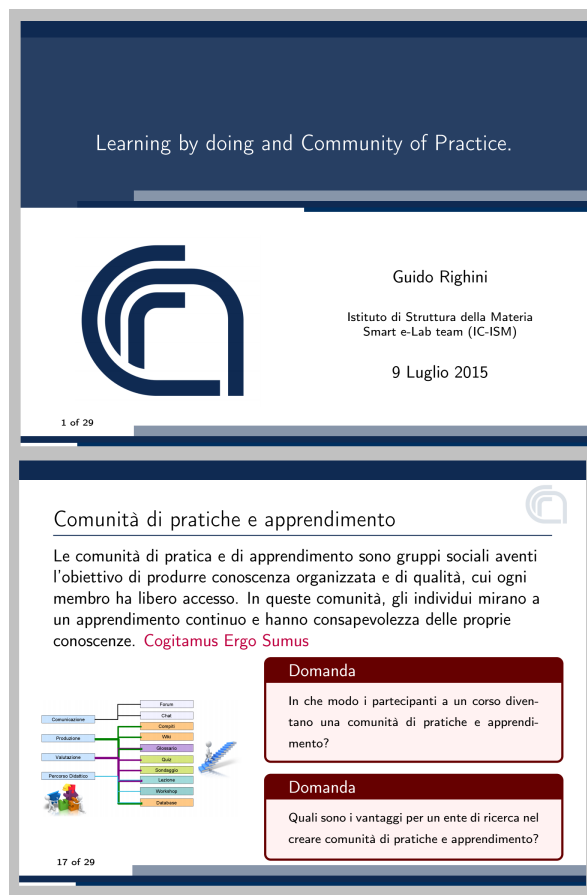 Learning by doing and Community of Practice.
Guido Righini
Istituto di Struttura della Materia
Smart e-Lab team (IC-ISM)
9 Luglio 2015
1 of 29
Comunità di pratiche e apprendimento
Le comunità di pratica e di apprendimento sono gruppi sociali aventi
l'obiettivo di produrre conoscenza organizzata e di qualità, cui ogni
membro ha libero accesso. In queste comunità, gli individui mirano a
un apprendimento continuo e hanno consapevolezza delle proprie
conoscenze. Cogitamus Ergo Sumus
Comunicazione
Produzione
Valutazione
Percorso Didattico
Forum
Chat
Compiti
Wiki
Glossario
Quiz
Sondaggio
Lezione
Workshop
Database
Domanda
In che modo i partecipanti a un corso diven-
tano una comunità di pratiche e apprendi-
mento?
Domanda
Quali sono i vantaggi per un ente di ricerca nel
creare comunità di pratiche e apprendimento?
17 of 29